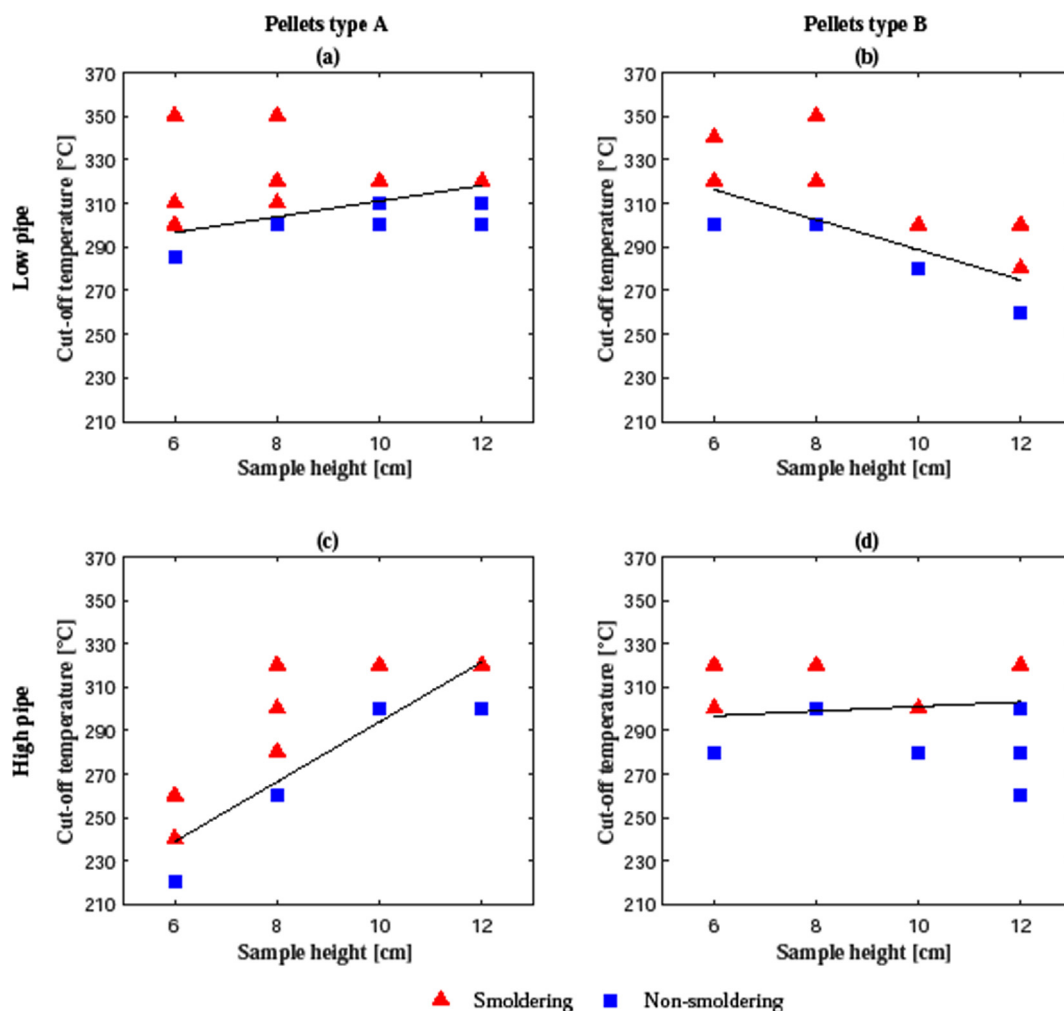 Pellets type A
Pellets type B
(a)
(b)
370
350
330
310
290
270
250
230
210
6
8
10
12
Cut-off temperature [°C]
Sample height [cm]
Low pipe
370
350
330
310
290
270
250
230
210
6
8
10
12
Cut-off temperature [°C]
Sample height [cm]
(c)
(d)
370
350
330
310
290
270
250
230
210
6
8
10
12
Cut-off temperature [°C]
Sample height [cm]
High pipe
370
350
330
310
290
270
250
230
210
6
8
10
12
Cut-off temperature [°C]
Sample height [cm]
Smoldering
Non-smoldering